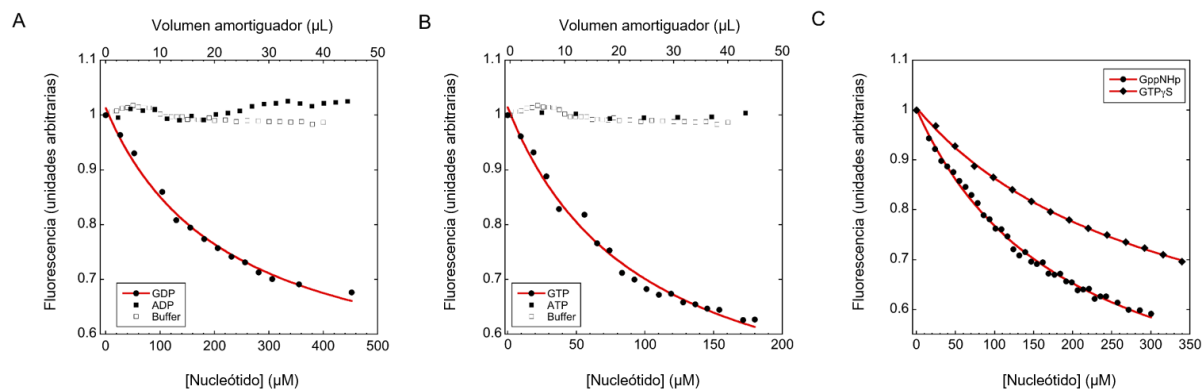 A
Volumen amortiguador (µL)
0 10 20 30 40 50
Fluorescencia (unidades arbitrarias)
1.1
1
0.9
0.8
0.7
0.6
GDP
ADP
Buffer
0 100 200 300 400 500
[Nucleótido] (µM)
B
Volumen amortiguador (µL)
0 10 20 30 40 50
Fluorescencia (unidades arbitrarias)
1.1
1
0.9
0.8
0.7
0.6
GTP
ATP
Buffer
0 50 100 150 200
[Nucleótido] (µM)
C
Fluorescencia (unidades arbitrarias)
1.1
1
0.9
0.8
0.7
0.6
GppNHp
GTPγS
0 50 100 150 200 250 300 350
[Nucleótido] (µM)